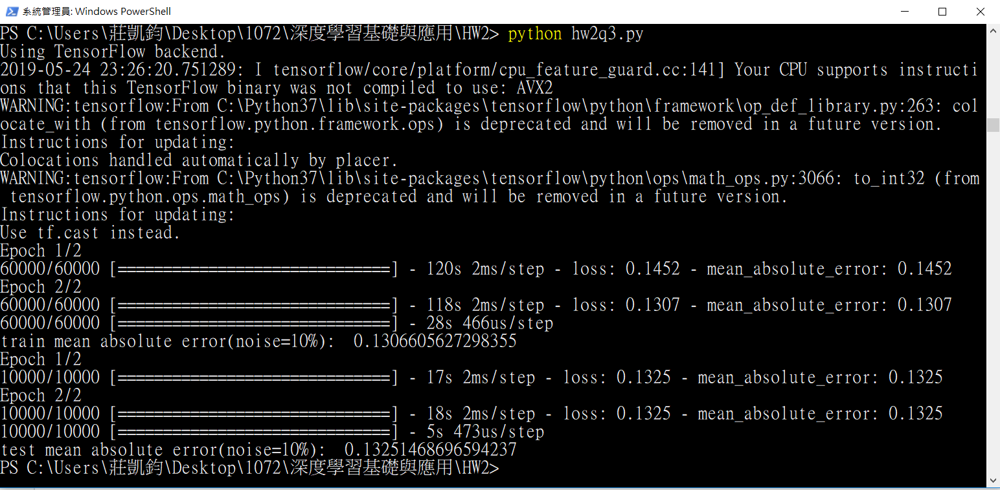 系統管理員: Windows PowerShell
PS C:\Users\莊凱鈞\Desktop\1072\深度學習基礎與應用\HW2> python hw2q3.py
Using TensorFlow backend.
2019-05-24 23:26:20.751289: I tensorflow/core/platform/cpu_feature_guard.cc:141] Your CPU supports instructi
ons that this TensorFlow binary was not compiled to use: AVX2
WARNING:tensorflow:From C:\Python37\lib\site-packages\tensorflow\python\framework\op_def_library.py:263: col
ocate_with (from tensorflow.python.framework.ops) is deprecated and will be removed in a future version.
Instructions for updating:
Colocations handled automatically by placer.
WARNING:tensorflow:From C:\Python37\lib\site-packages\tensorflow\python\ops\math_ops.py:3066: to_int32 (from
 tensorflow.python.ops.math_ops) is deprecated and will be removed in a future version.
Instructions for updating:
Use tf.cast instead.
Epoch 1/2
60000/60000 [==============================] - 120s 2ms/step - loss: 0.1452 - mean_absolute_error: 0.1452
Epoch 2/2
60000/60000 [==============================] - 118s 2ms/step - loss: 0.1307 - mean_absolute_error: 0.1307
60000/60000 [==============================] - 28s 466us/step
train mean absolute error(noise=10%):  0.1306605627298355
Epoch 1/2
10000/10000 [==============================] - 17s 2ms/step - loss: 0.1325 - mean_absolute_error: 0.1325
Epoch 2/2
10000/10000 [==============================] - 18s 2ms/step - loss: 0.1325 - mean_absolute_error: 0.1325
10000/10000 [==============================] - 5s 473us/step
test mean absolute error(noise=10%):  0.13251468696594237
PS C:\Users\莊凱鈞\Desktop\1072\深度學習基礎與應用\HW2>